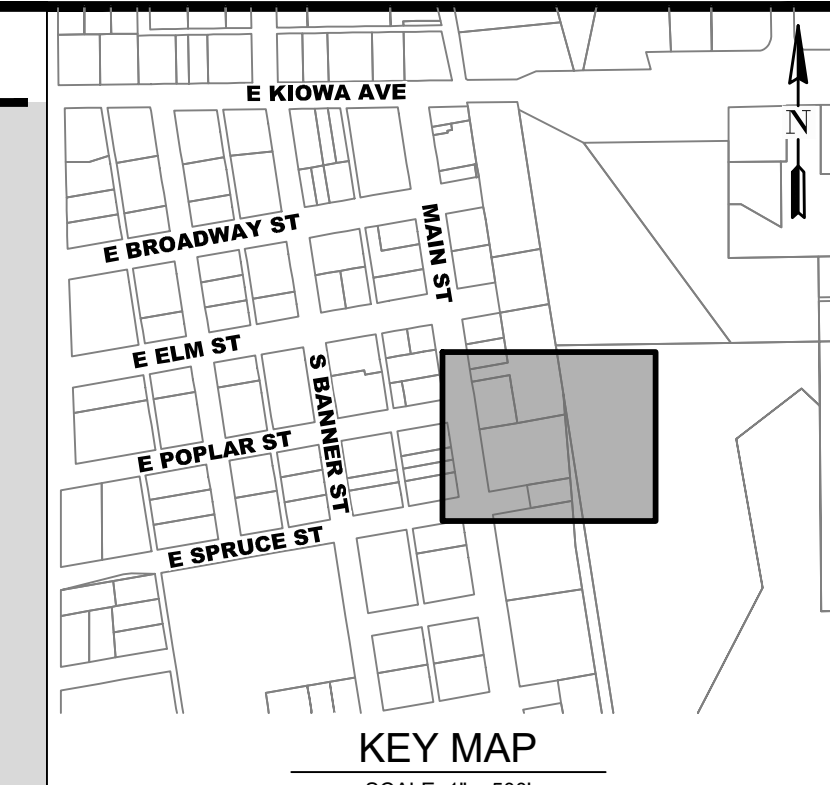 E KIOWA AVE
N
E BROADWAY ST
MAIN ST
E ELM ST
S BANNER ST
E POPLAR ST
E SPRUCE ST
KEY MAP